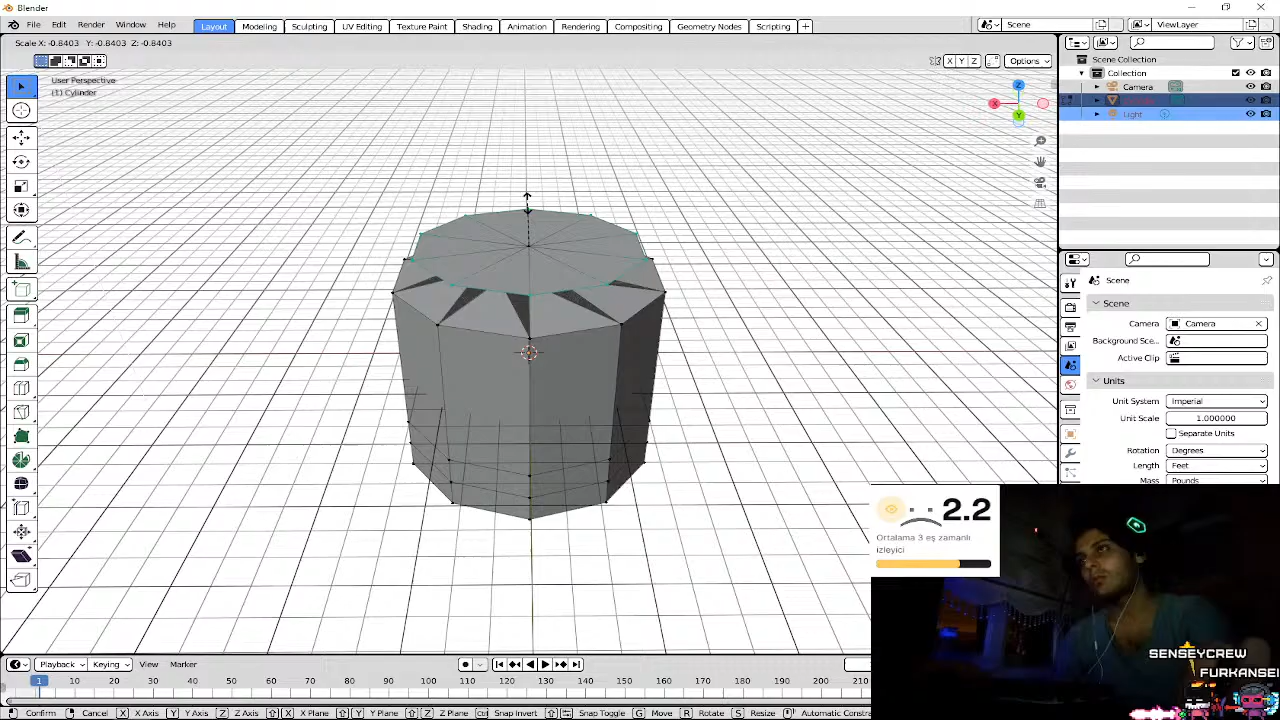 Blender
File Edit Render Window Help
Layout Modeling Sculpting UV Editing Texture Paint Shading Animation Rendering Compositing Geometry Nodes Scripting +
Scene
ViewLayer
Scale X: -0.8403 Y: -0.8403 Z: -0.8403
X Y Z
Options
User Perspective
(1) Cylinder
Z
X
Y
Scene Collection
Collection
Camera
Light
Scene
Scene
Camera
Camera
Background Sce...
Active Clip
Units
Unit System
Imperial
Unit Scale
1.000000
Separate Units
Rotation
Degrees
Length
Feet
Mass
Pounds
2.2
Ortalama 3 eş zamanlı
izleyici
SENSEYCREW
FURKANSEI
Playback Keying View Marker
1 10 20 30 40 50 60 70 80 90 100 110 120 130 140 150 160 170 180 190 200 210
Confirm Cancel X X Axis Y Y Axis Z Z Axis X X Plane Y Y Plane Z Z Plane Ctrl Snap Invert Snap Toggle G Move R Rotate S Resize Automatic Constra